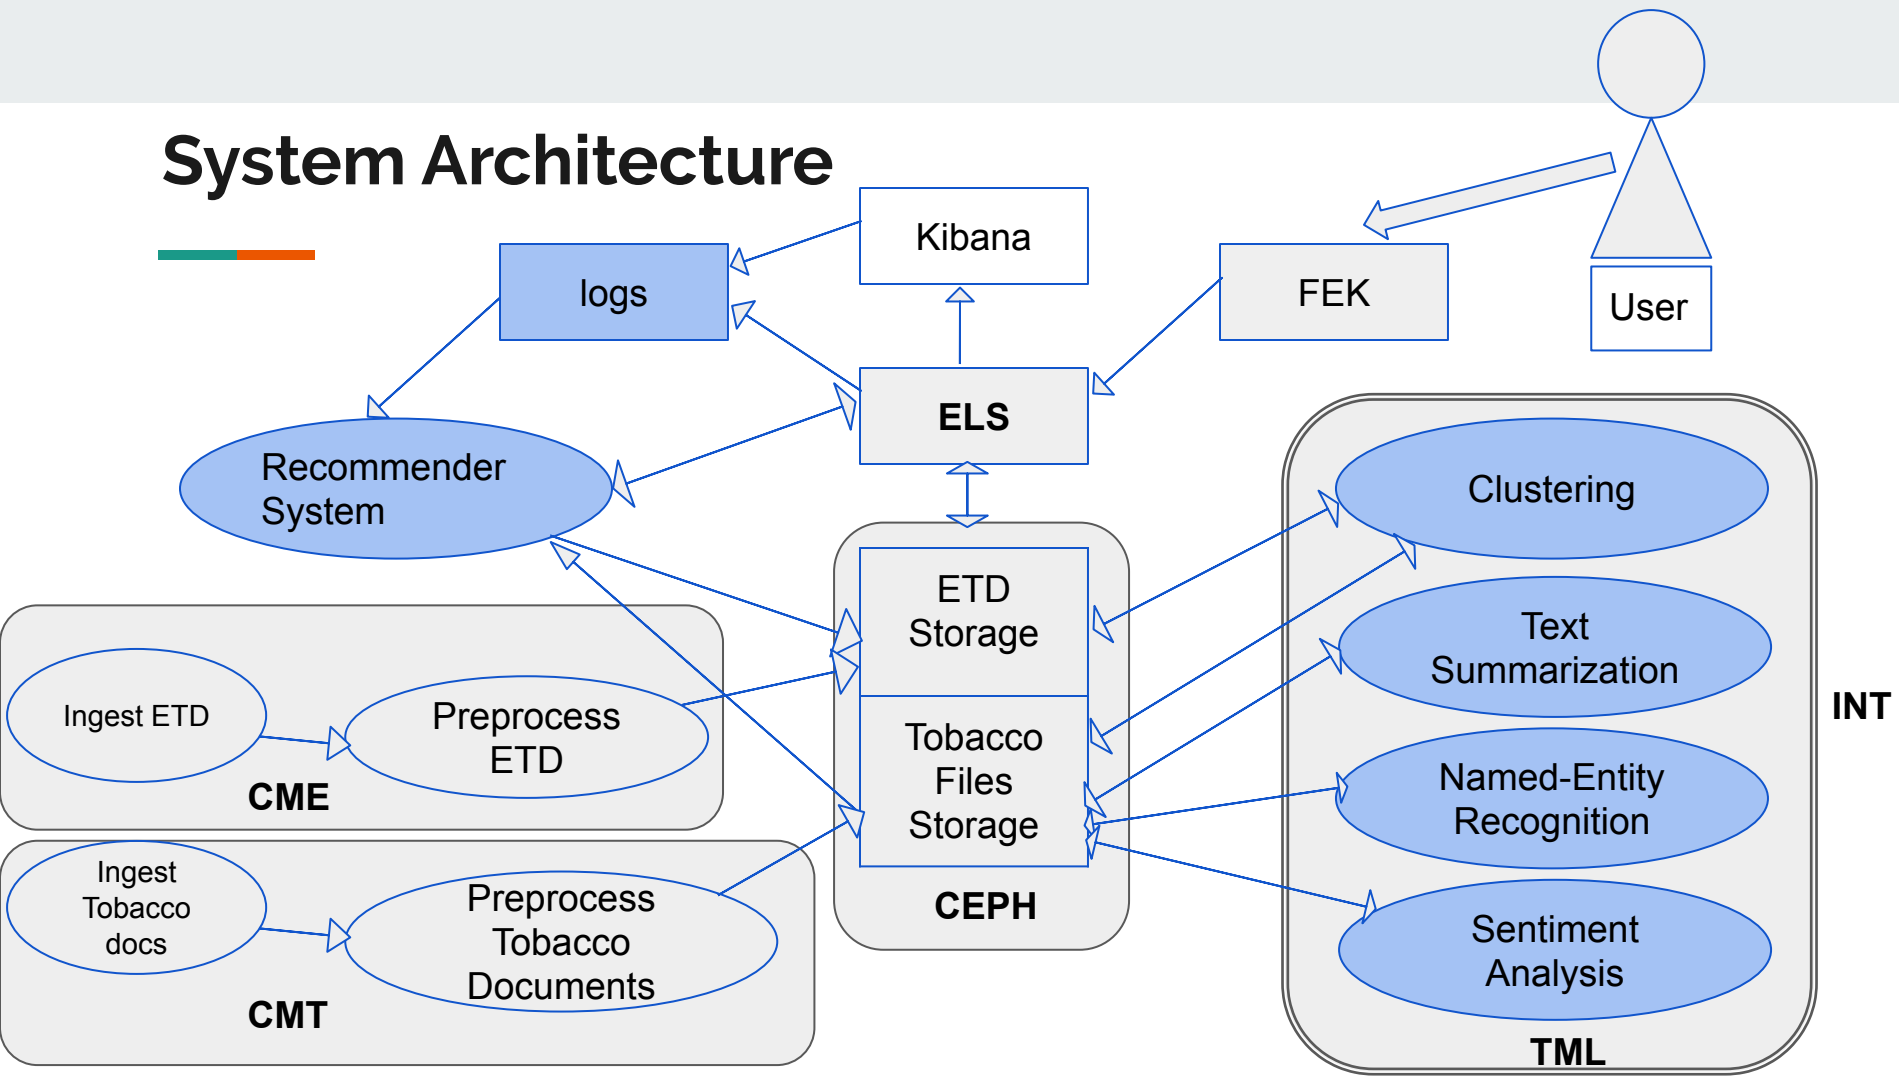 System Architecture
Kibana
logs
FEK
User
ELS
Recommender
System
Clustering
ETD
Storage
Text
Summarization
INT
Ingest ETD
Preprocess
ETD
CME
Tobacco
Files
Storage
Named-Entity
Recognition
Ingest
Tobacco
docs
Preprocess
Tobacco
Documents
CMT
CEPH
Sentiment
Analysis
TML